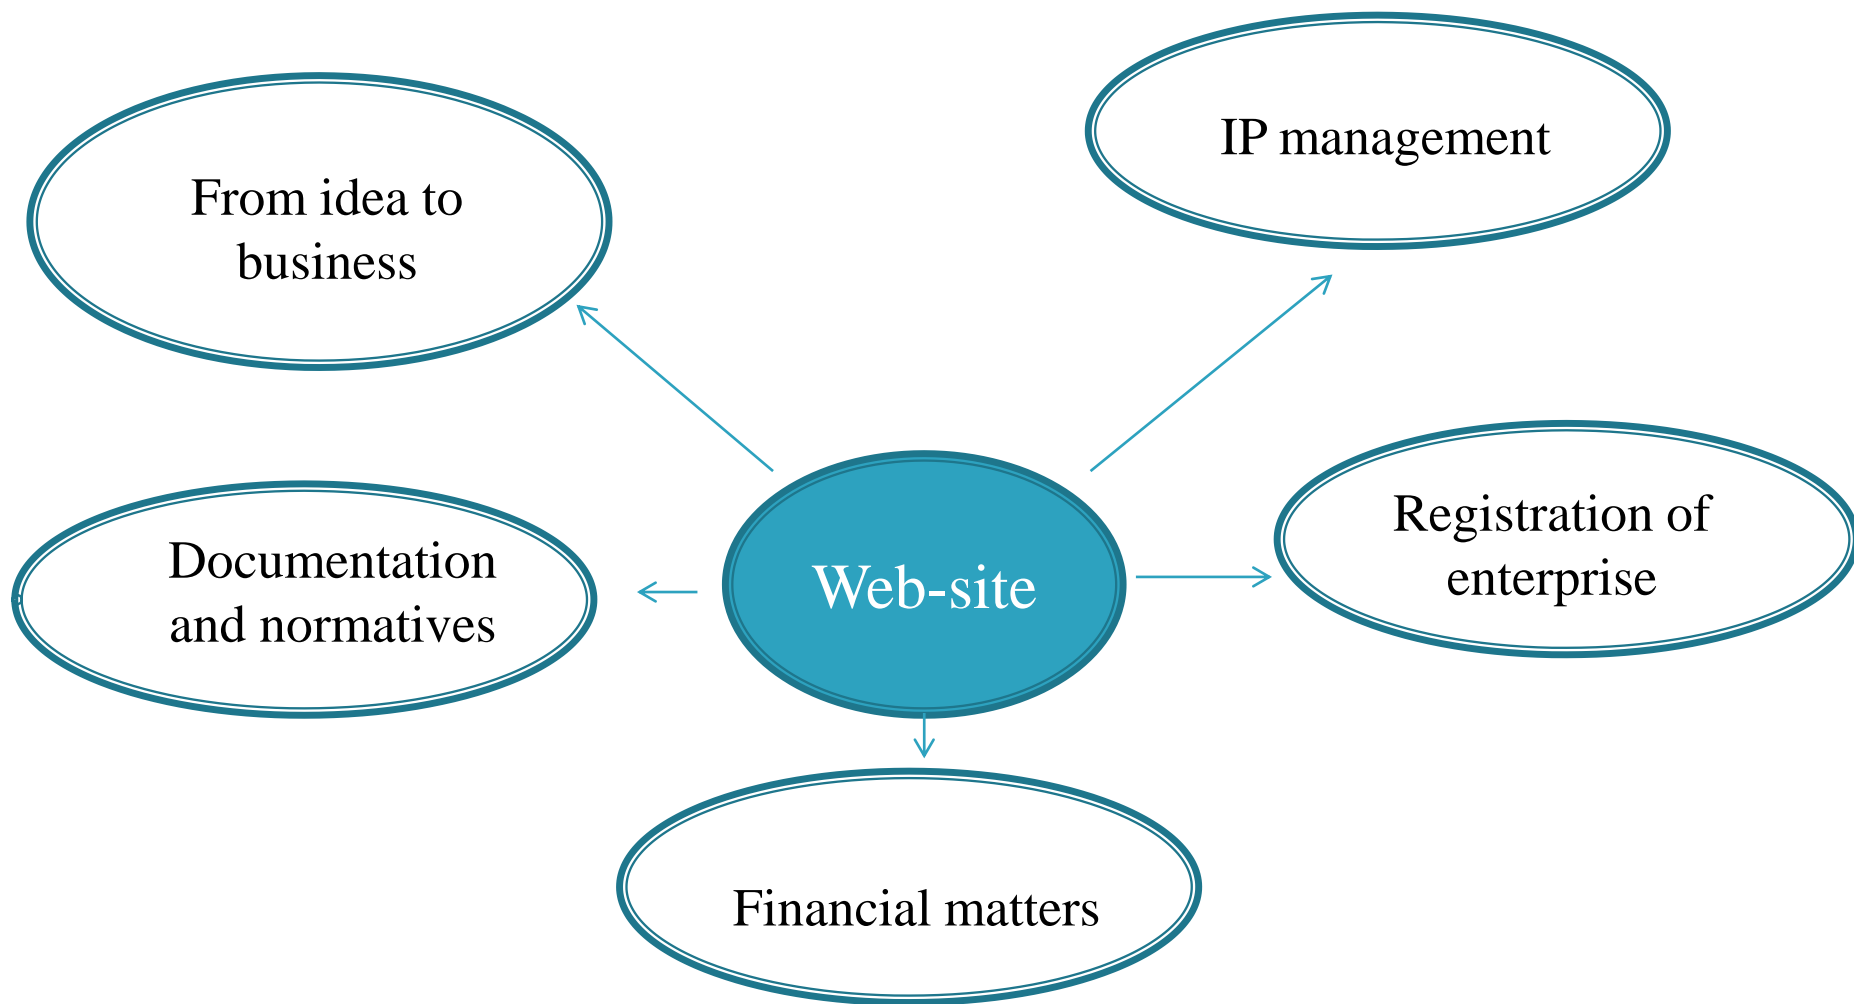 IP management
From idea to
business
Registration of
enterprise
Documentation
and normatives
Web-site
Financial matters